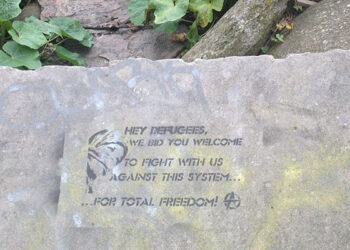 HEY REFUGEES,
WE BID YOU WELCOME
TO FIGHT WITH US
AGAINST THIS SYSTEM...
...FOR TOTAL FREEDOM!